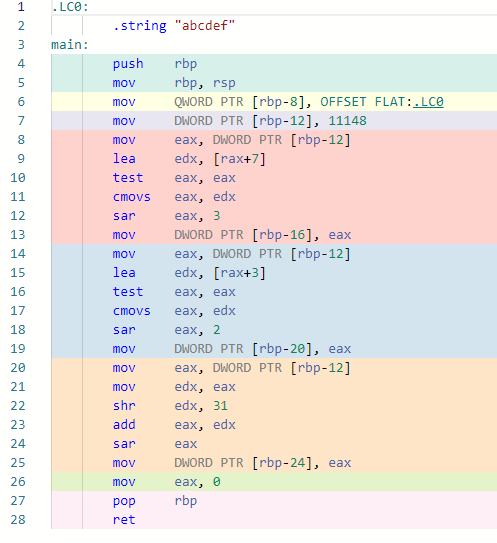 1 .LC0:
2 .string "abcdef"
3 main:
4 push rbp
5 mov rbp, rsp
6 mov QWORD PTR [rbp-8], OFFSET FLAT:.LC0
7 mov DWORD PTR [rbp-12], 11148
8 mov eax, DWORD PTR [rbp-12]
9 lea edx, [rax+7]
10 test eax, eax
11 cmovs eax, edx
12 sar eax, 3
13 mov DWORD PTR [rbp-16], eax
14 mov eax, DWORD PTR [rbp-12]
15 lea edx, [rax+3]
16 test eax, eax
17 cmovs eax, edx
18 sar eax, 2
19 mov DWORD PTR [rbp-20], eax
20 mov eax, DWORD PTR [rbp-12]
21 mov edx, eax
22 shr edx, 31
23 add eax, edx
24 sar eax
25 mov DWORD PTR [rbp-24], eax
26 mov eax, 0
27 pop rbp
28 ret